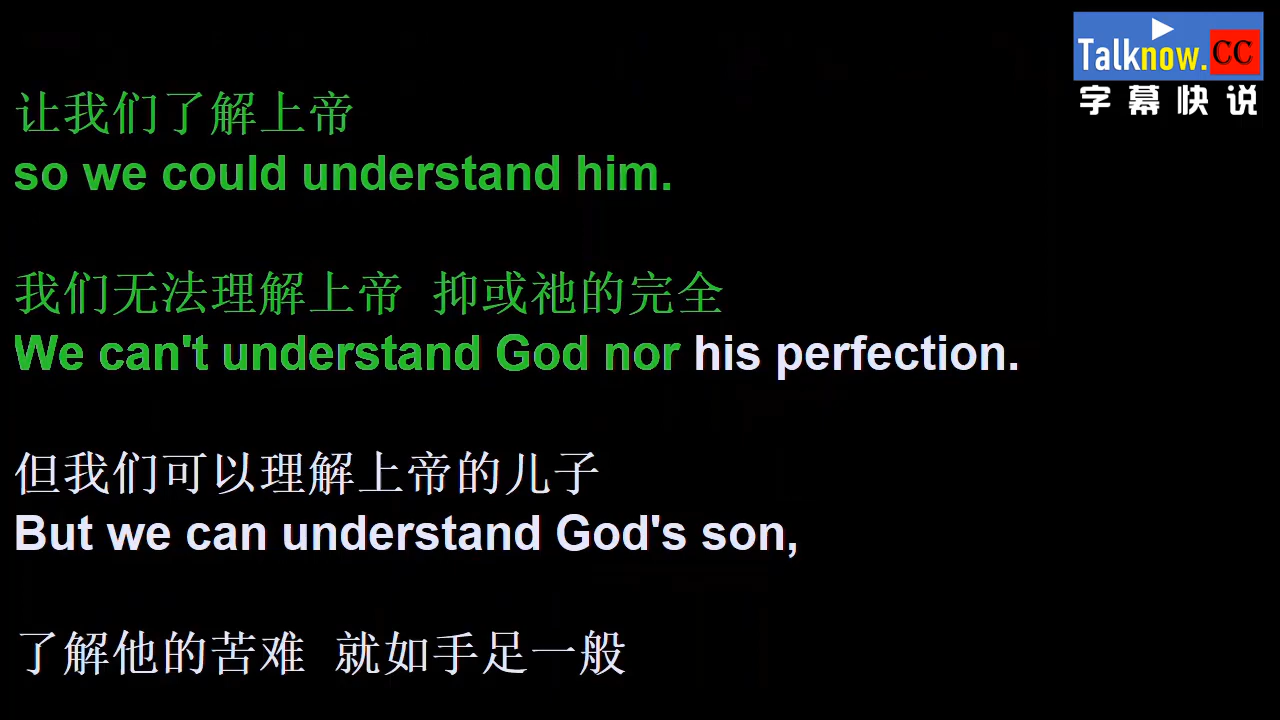 Talknow.CC
字幕快说
让我们了解上帝
so we could understand him.
我们无法理解上帝 抑或祂的完全
We can't understand God nor his perfection.
但我们可以理解上帝的儿子
But we can understand God's son,
了解他的苦难 就如手足一般